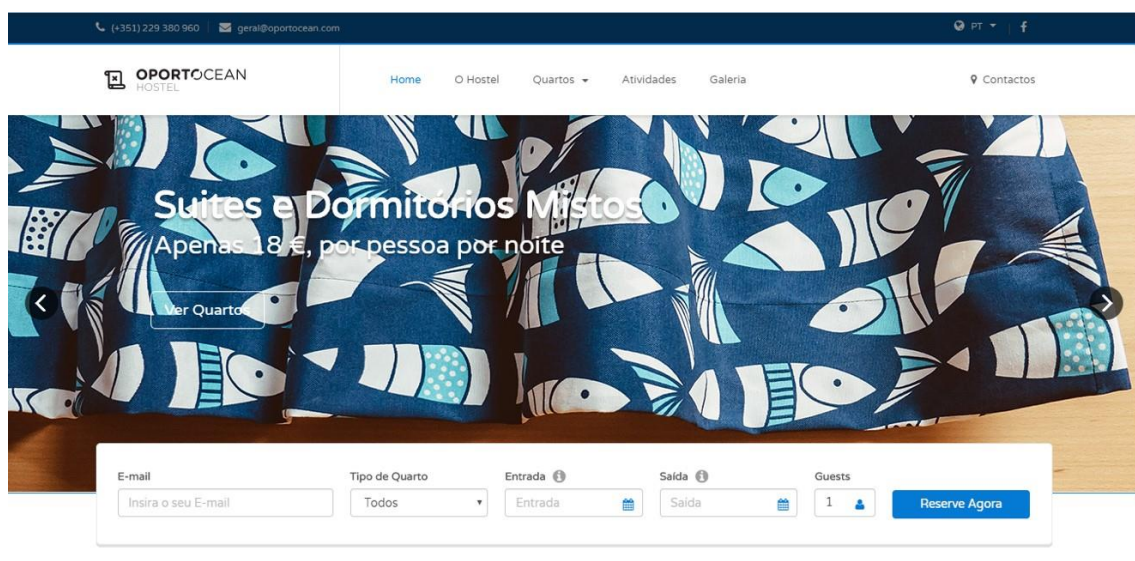 (+351) 229 380 960 geral@oportocean.com PT
OPORTOCEAN
HOSTEL
Home O Hostel Quartos Atividades Galeria Contactos
Suites e Dormitórios Mistos
Apenas 18 €, por pessoa por noite
Ver Quartos
E-mail Tipo de Quarto Entrada Saída Guests
Insira o seu E-mail Todos Entrada Saída 1 Reserve Agora